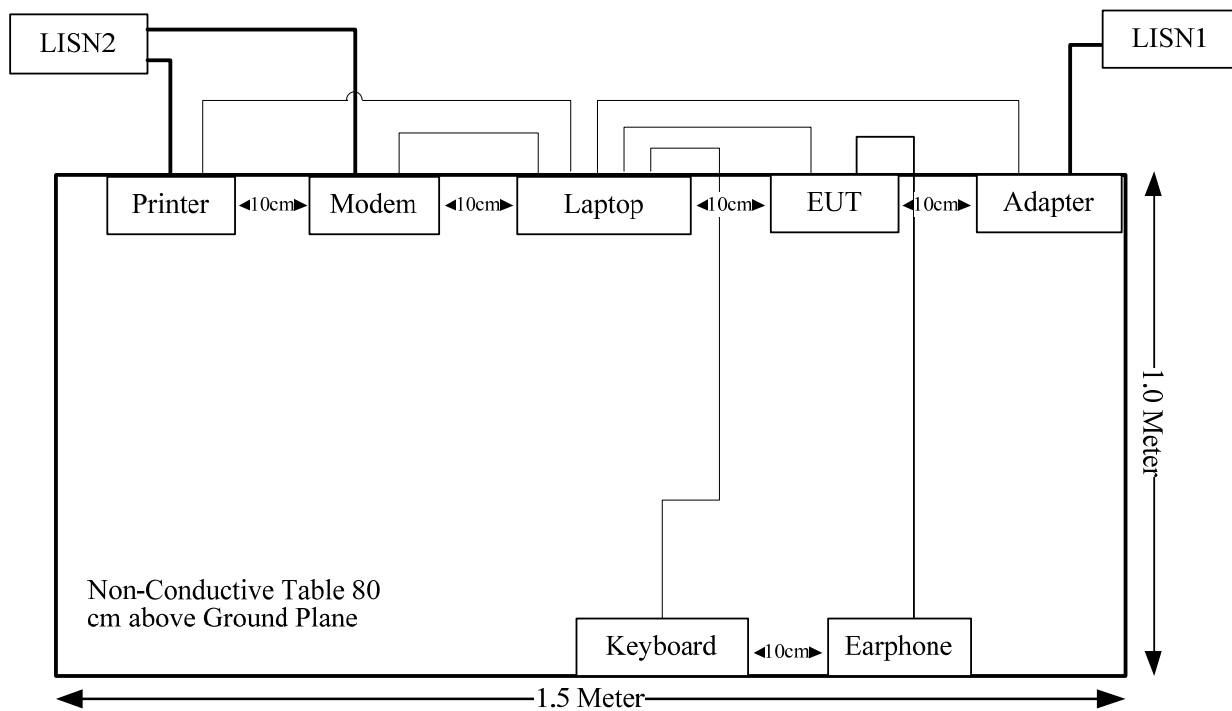 LISN2
LISN1
Printer
10cm
Modem
10cm
Laptop
10cm
EUT
10cm
Adapter
1.0 Meter
Non-Conductive Table 80
cm above Ground Plane
Keyboard
10cm
Earphone
1.5 Meter